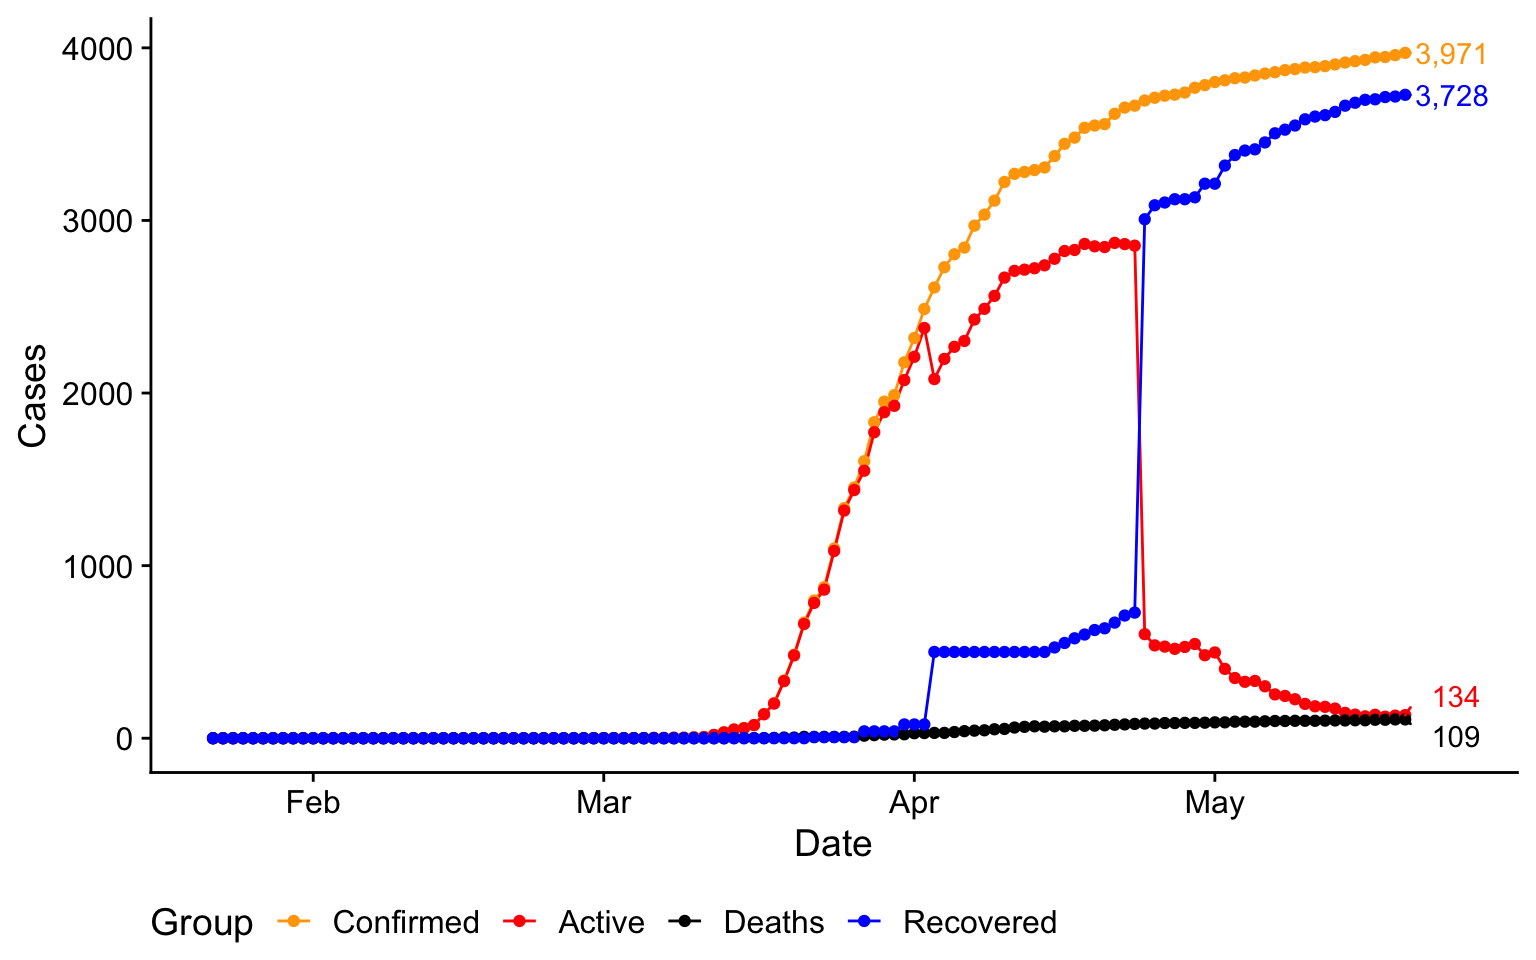 4000
3000
2000
1000
0
Cases
3,971
3,728
134
109
Feb Mar Apr May
Date
Group Confirmed Active Deaths Recovered